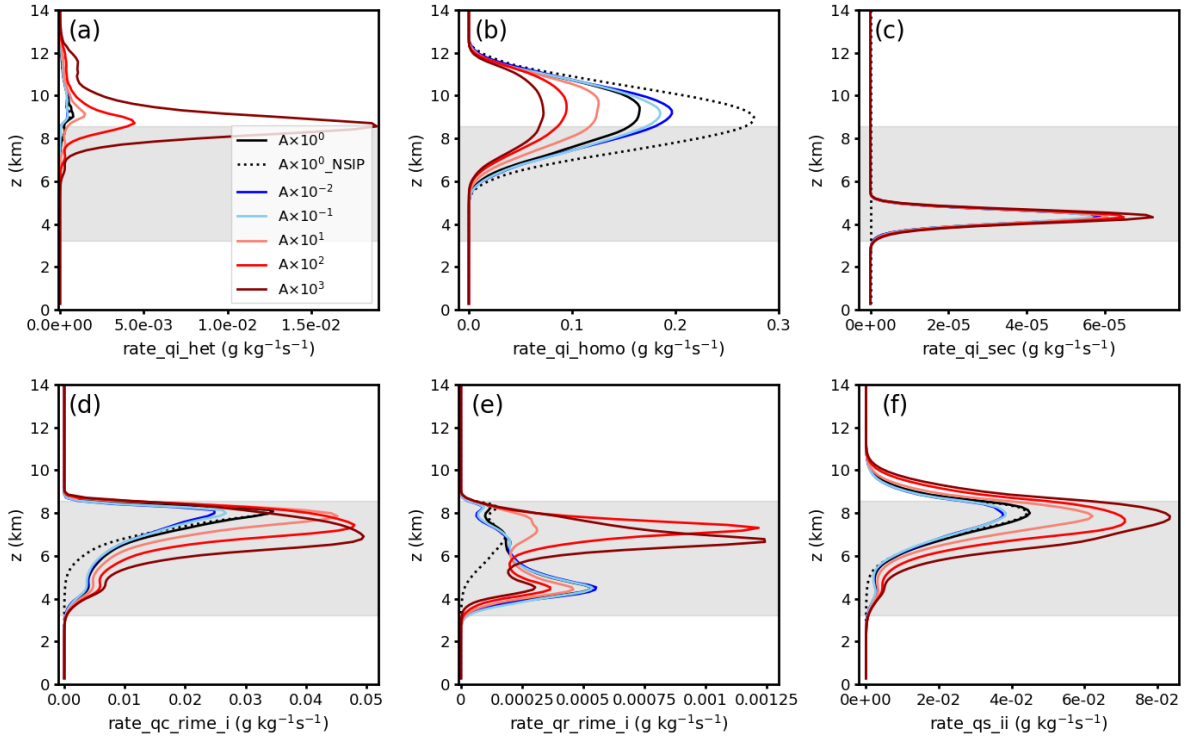 (a)
14
12
10
8
6
4
2
0
z (km)
0.0e+00 5.0e-03 1.0e-02 1.5e-02
rate_qi_het (g kg⁻¹s⁻¹)
A×10⁰
A×10⁰_NSIP
A×10⁻²
A×10⁻¹
A×10¹
A×10²
A×10³
(b)
14
12
10
8
6
4
2
0
z (km)
0.0 0.1 0.2 0.3
rate_qi_homo (g kg⁻¹s⁻¹)
(c)
14
12
10
8
6
4
2
0
z (km)
0e+00 2e-05 4e-05 6e-05
rate_qi_sec (g kg⁻¹s⁻¹)
(d)
14
12
10
8
6
4
2
0
z (km)
0.00 0.01 0.02 0.03 0.04 0.05
rate_qc_rime_i (g kg⁻¹s⁻¹)
(e)
14
12
10
8
6
4
2
0
z (km)
0 0.00025 0.0005 0.00075 0.001 0.00125
rate_qr_rime_i (g kg⁻¹s⁻¹)
(f)
14
12
10
8
6
4
2
0
z (km)
0e+00 2e-02 4e-02 6e-02 8e-02
rate_qs_ii (g kg⁻¹s⁻¹)